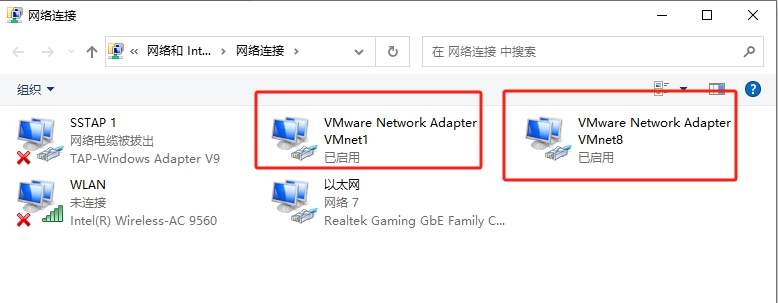 网络连接
网络和 Int... 网络连接
在 网络连接 中搜索
组织
SSTAP 1
网络电缆被拔出
TAP-Windows Adapter V9
VMware Network Adapter
VMnet1
已启用
VMware Network Adapter
VMnet8
已启用
WLAN
未连接
Intel(R) Wireless-AC 9560
以太网
网络 7
Realtek Gaming GbE Family C...